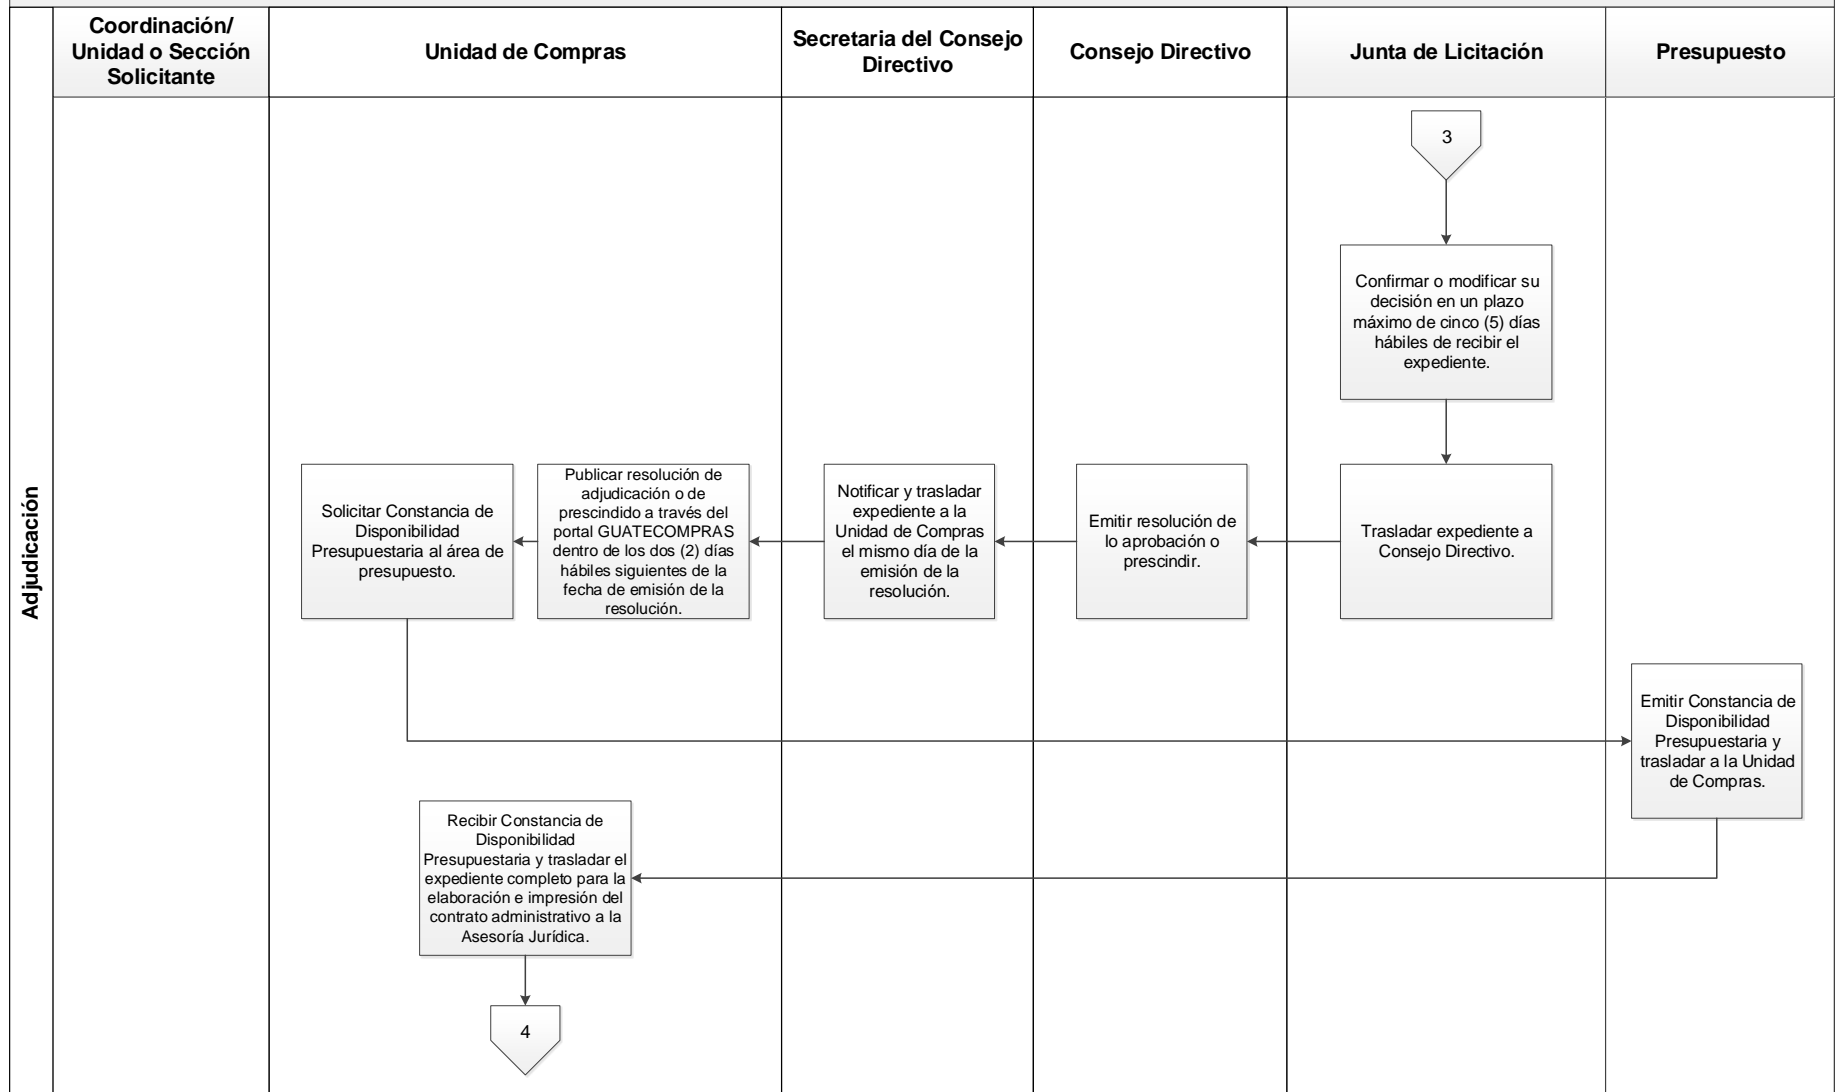 Coordinación/
Unidad o Sección
Solicitante
Unidad de Compras
Secretaria del Consejo
Directivo
Consejo Directivo
Junta de Licitación
Presupuesto
Adjudicación
3
Confirmar o modificar su
decisión en un plazo
máximo de cinco (5) días
hábiles de recibir el
expediente.
Trasladar expediente a
Consejo Directivo.
Emitir resolución de
lo aprobación o
prescindir.
Notificar y trasladar
expediente a la
Unidad de Compras
el mismo día de la
emisión de la
resolución.
Publicar resolución de
adjudicación o de
prescindido a través del
portal GUATECOMPRAS
dentro de los dos (2) días
hábiles siguientes de la
fecha de emisión de la
resolución.
Solicitar Constancia de
Disponibilidad
Presupuestaria al área de
presupuesto.
Emitir Constancia de
Disponibilidad
Presupuestaria y
trasladar a la Unidad
de Compras.
Recibir Constancia de
Disponibilidad
Presupuestaria y trasladar el
expediente completo para la
elaboración e impresión del
contrato administrativo a la
Asesoría Jurídica.
4